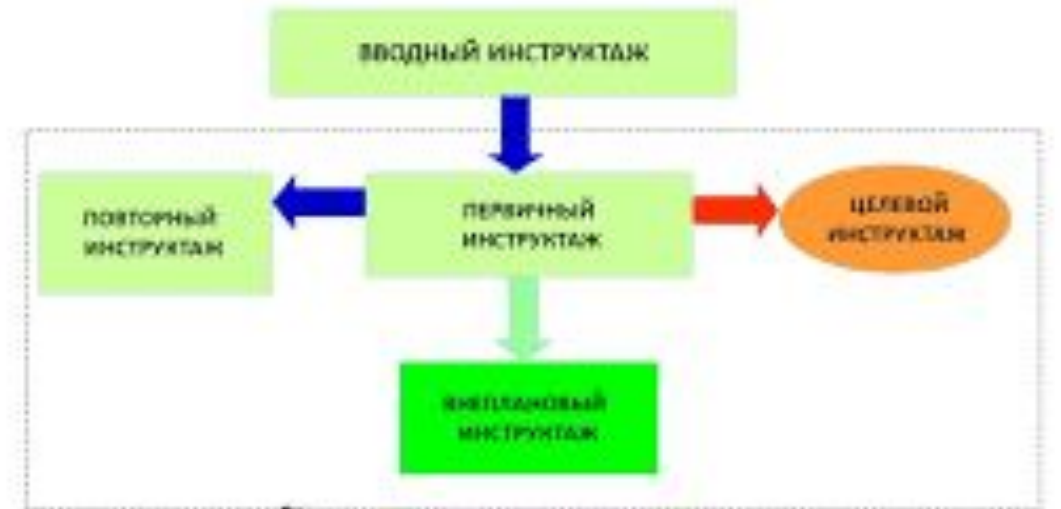 ВВОДНЫЙ ИНСТРУКТАЖ
ПОВТОРНЫЙ
ИНСТРУКТАЖ
ПЕРВИЧНЫЙ
ИНСТРУКТАЖ
ЦЕЛЕВОЙ
ИНСТРУКТАЖ
ВНЕПЛАНОВЫЙ
ИНСТРУКТАЖ